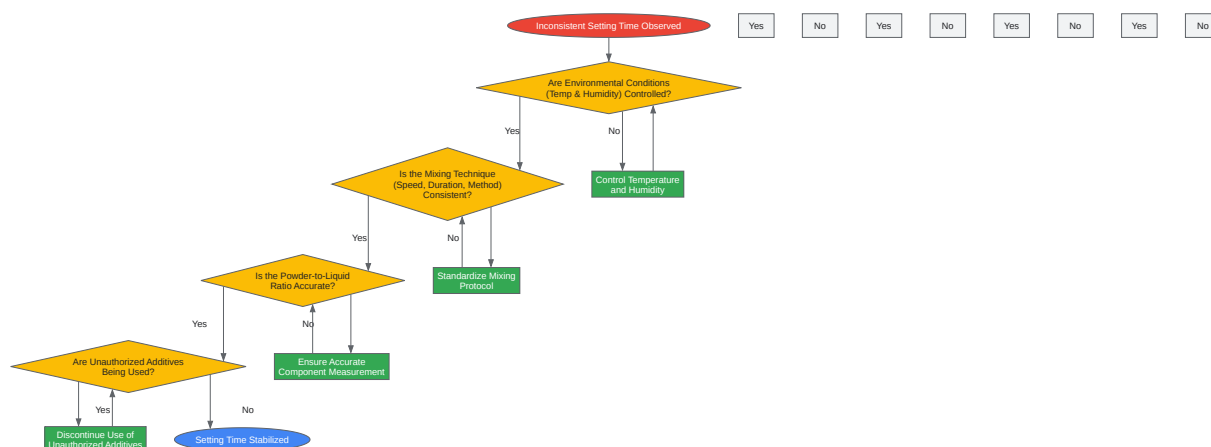 Inconsistent Setting Time Observed
Yes
No
Yes
No
Yes
No
Yes
No
Are Environmental Conditions
(Temp & Humidity) Controlled?
Yes
No
Is the Mixing Technique
(Speed, Duration, Method)
Consistent?
Control Temperature
and Humidity
Yes
No
Is the Powder-to-Liquid
Ratio Accurate?
Standardize Mixing
Protocol
Yes
No
Are Unauthorized Additives
Being Used?
Ensure Accurate
Component Measurement
Yes
No
Discontinue Use of
Unauthorized Additives
Setting Time Stabilized